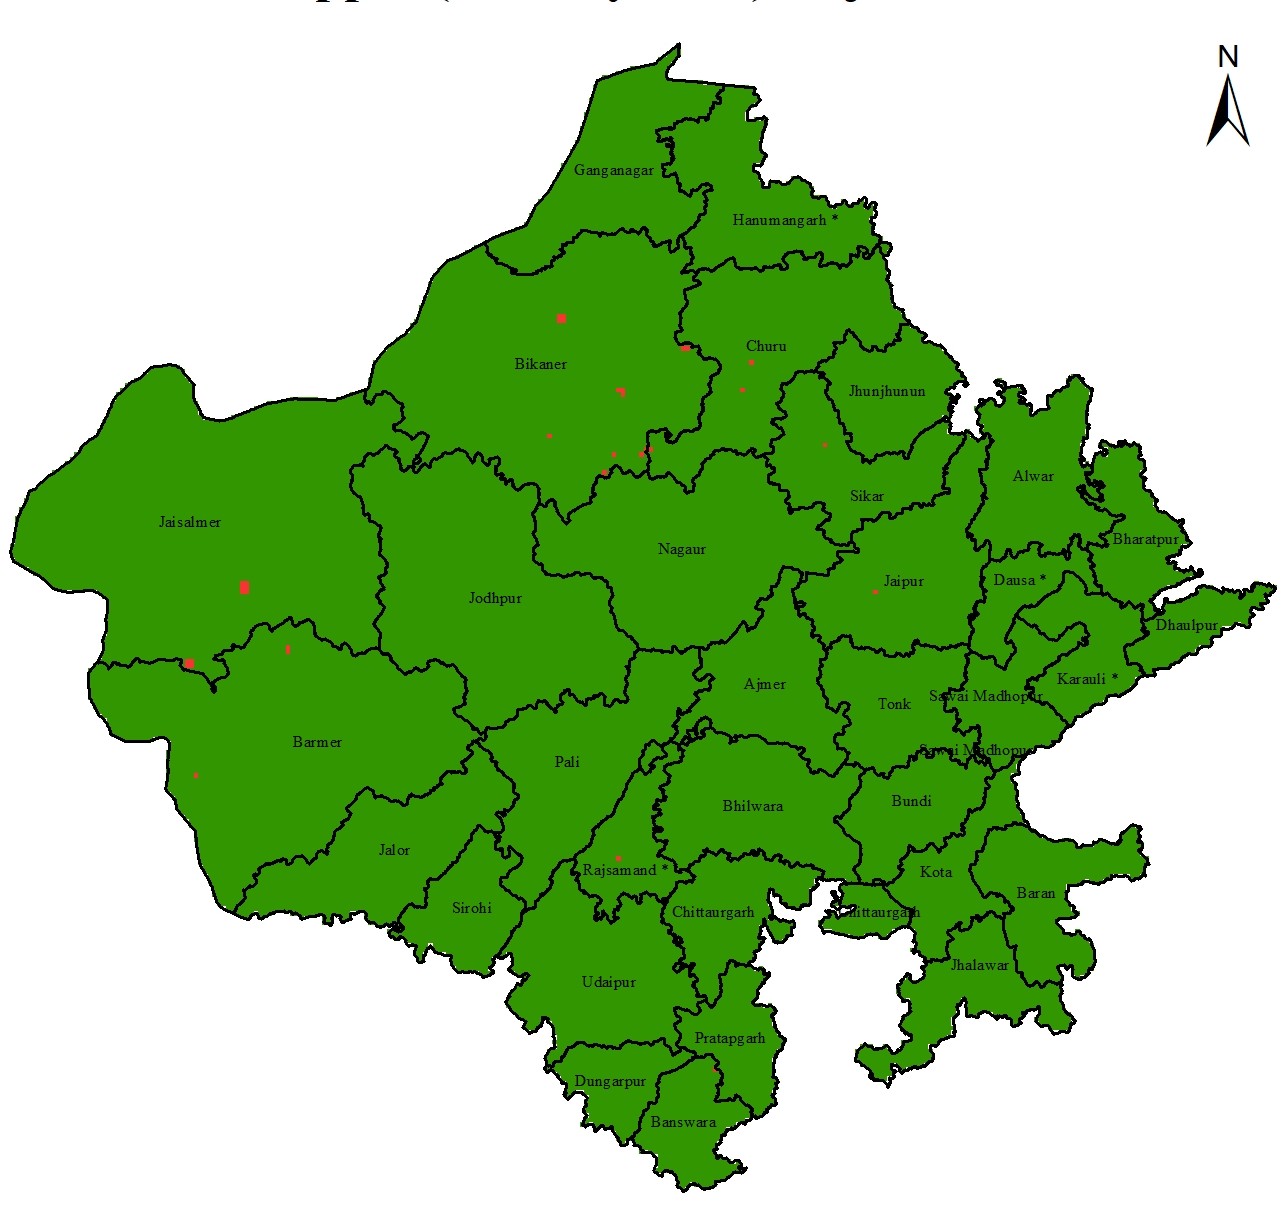 N
Ganganagar
Hanumangarh *
Churu
Bikaner
Jhunjhunun
Alwar
Sikar
Jaisalmer
Bharatpur
Nagaur
Dausa *
Jaipur
Jodhpur
Dhaulpur
Karauli *
Ajmer
Sawai Madhopur
Tonk
Barmer
Sawai Madhopur
Pali
Bundi
Bhilwara
Jalor
Rajsamand *
Kota
Baran
Sirohi
Chittaurgarh
Chittaurgarh
Jhalawar
Udaipur
Pratapgarh
Dungarpur
Banswara